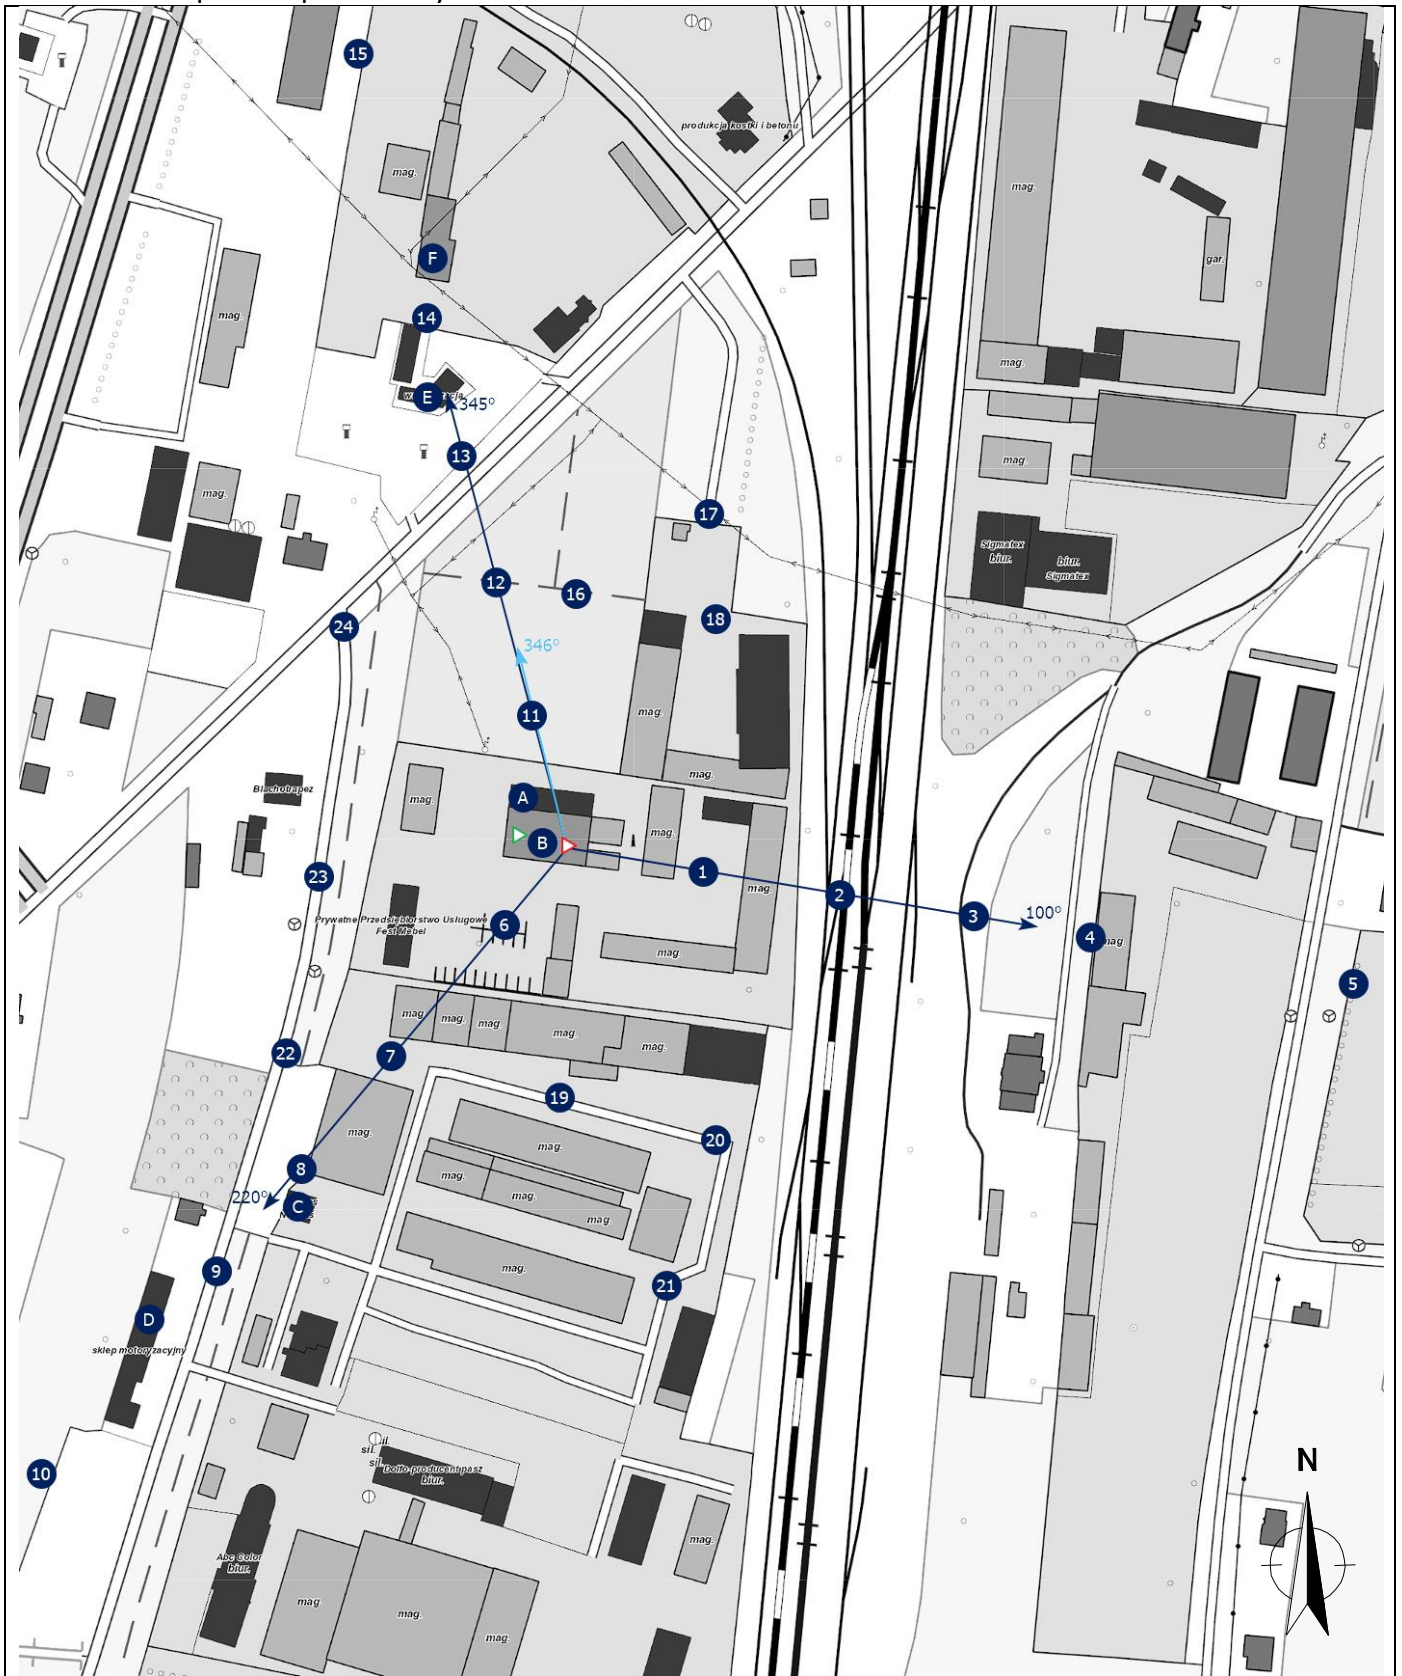 15
produkcja kostki i betonu
mag.
mag.
F
gar.
14
mag.
mag.
E
345°
13
mag.
mag.
17
Sigmatex
biur.
biur.
Sigmatex
12
16
18
24
346°
11
mag.
mag.
Blachotrapez
A
mag.
mag.
B
1
mag.
2
23
3
100°
Prywatne Przedsiębiorstwo Usługowe
Fest Mebel
6
4
mag
mag.
5
mag.
mag.
mag.
mag.
mag.
22
7
19
mag.
20
mag.
8
mag.
mag.
220°
C
mag
9
mag.
21
D
sklep motoryzacyjny
10
sil.
sil.
sil.
Dolfo-producent pasz
biur.
N
mag.
Abc Color
biur.
mag.
mag.
mag.